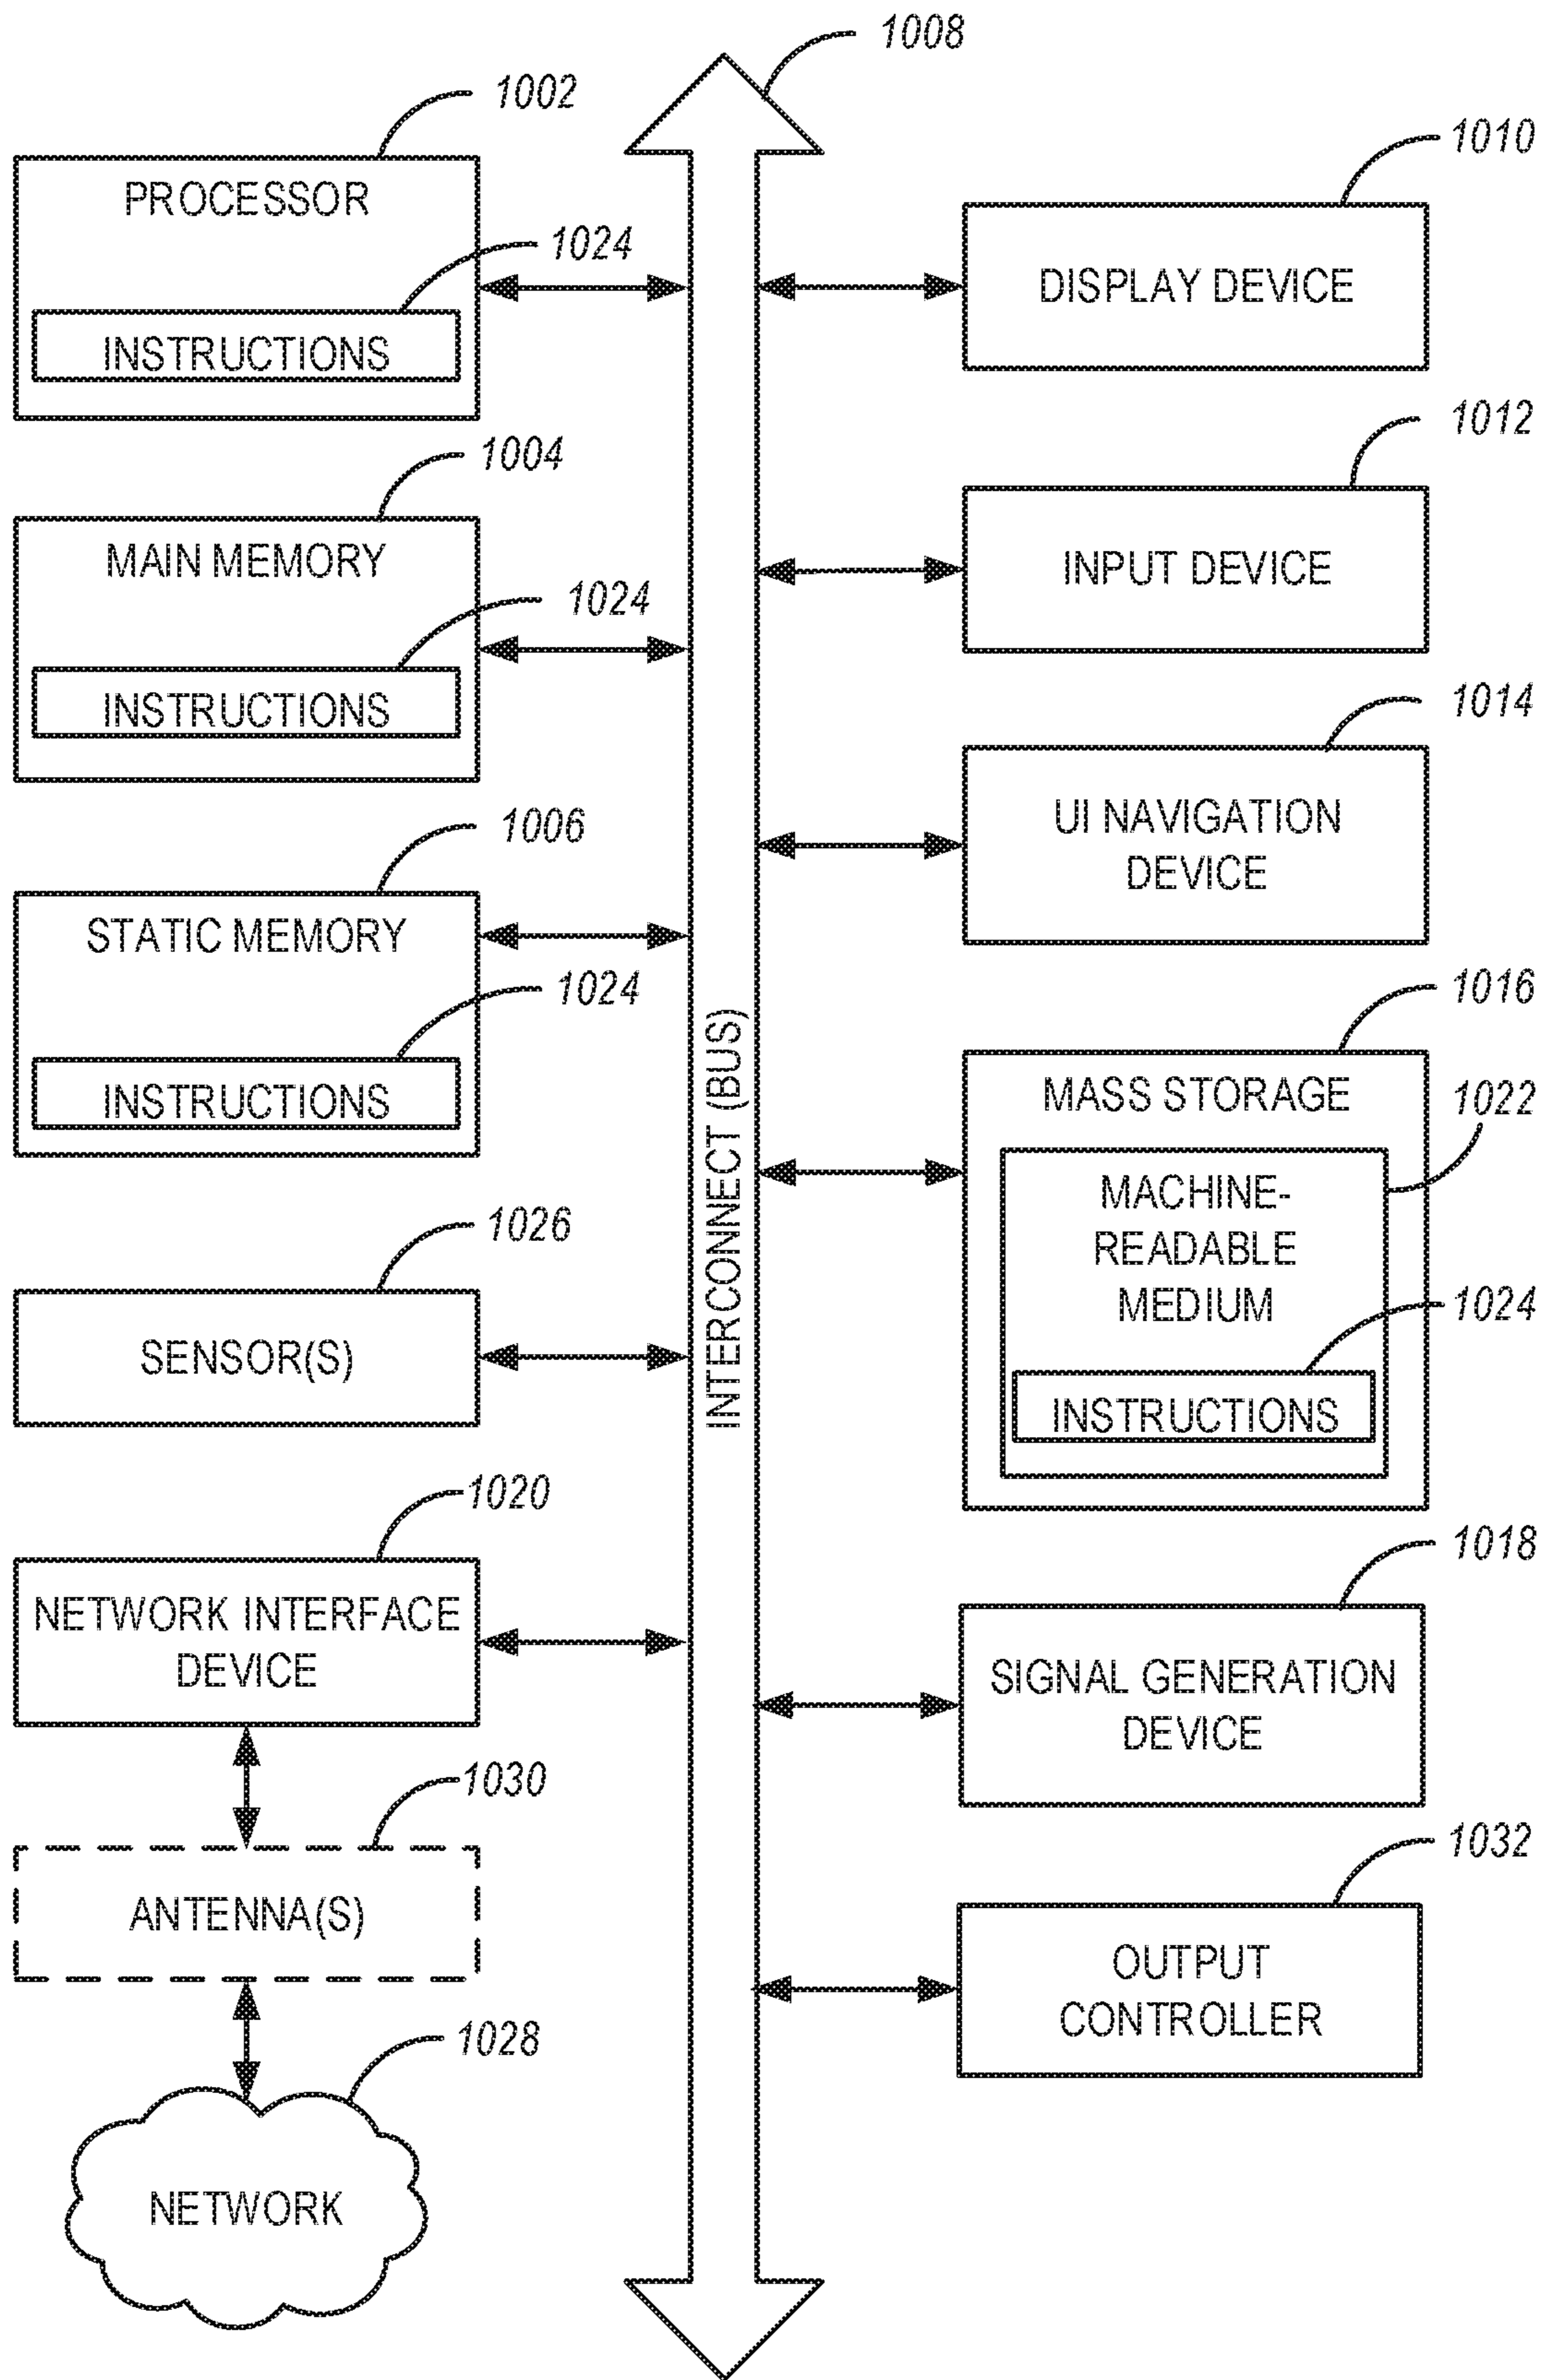 1008
1002
PROCESSOR
1024
INSTRUCTIONS
1004
MAIN MEMORY
1024
INSTRUCTIONS
1006
STATIC MEMORY
1024
INSTRUCTIONS
1026
SENSOR(S)
1020
NETWORK INTERFACE
DEVICE
1030
ANTENNA(S)
1028
NETWORK
INTERCONNECT (BUS)
1010
DISPLAY DEVICE
1012
INPUT DEVICE
1014
UI NAVIGATION
DEVICE
1016
MASS STORAGE
1022
MACHINE-
READABLE
MEDIUM
1024
INSTRUCTIONS
1018
SIGNAL GENERATION
DEVICE
1032
OUTPUT
CONTROLLER